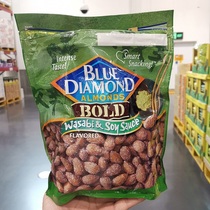 Intense Taste!
Smart Snacking!
BLUE
DIAMOND
ALMONDS
BOLD
Wasabi & Soy Sauce
FLAVORED